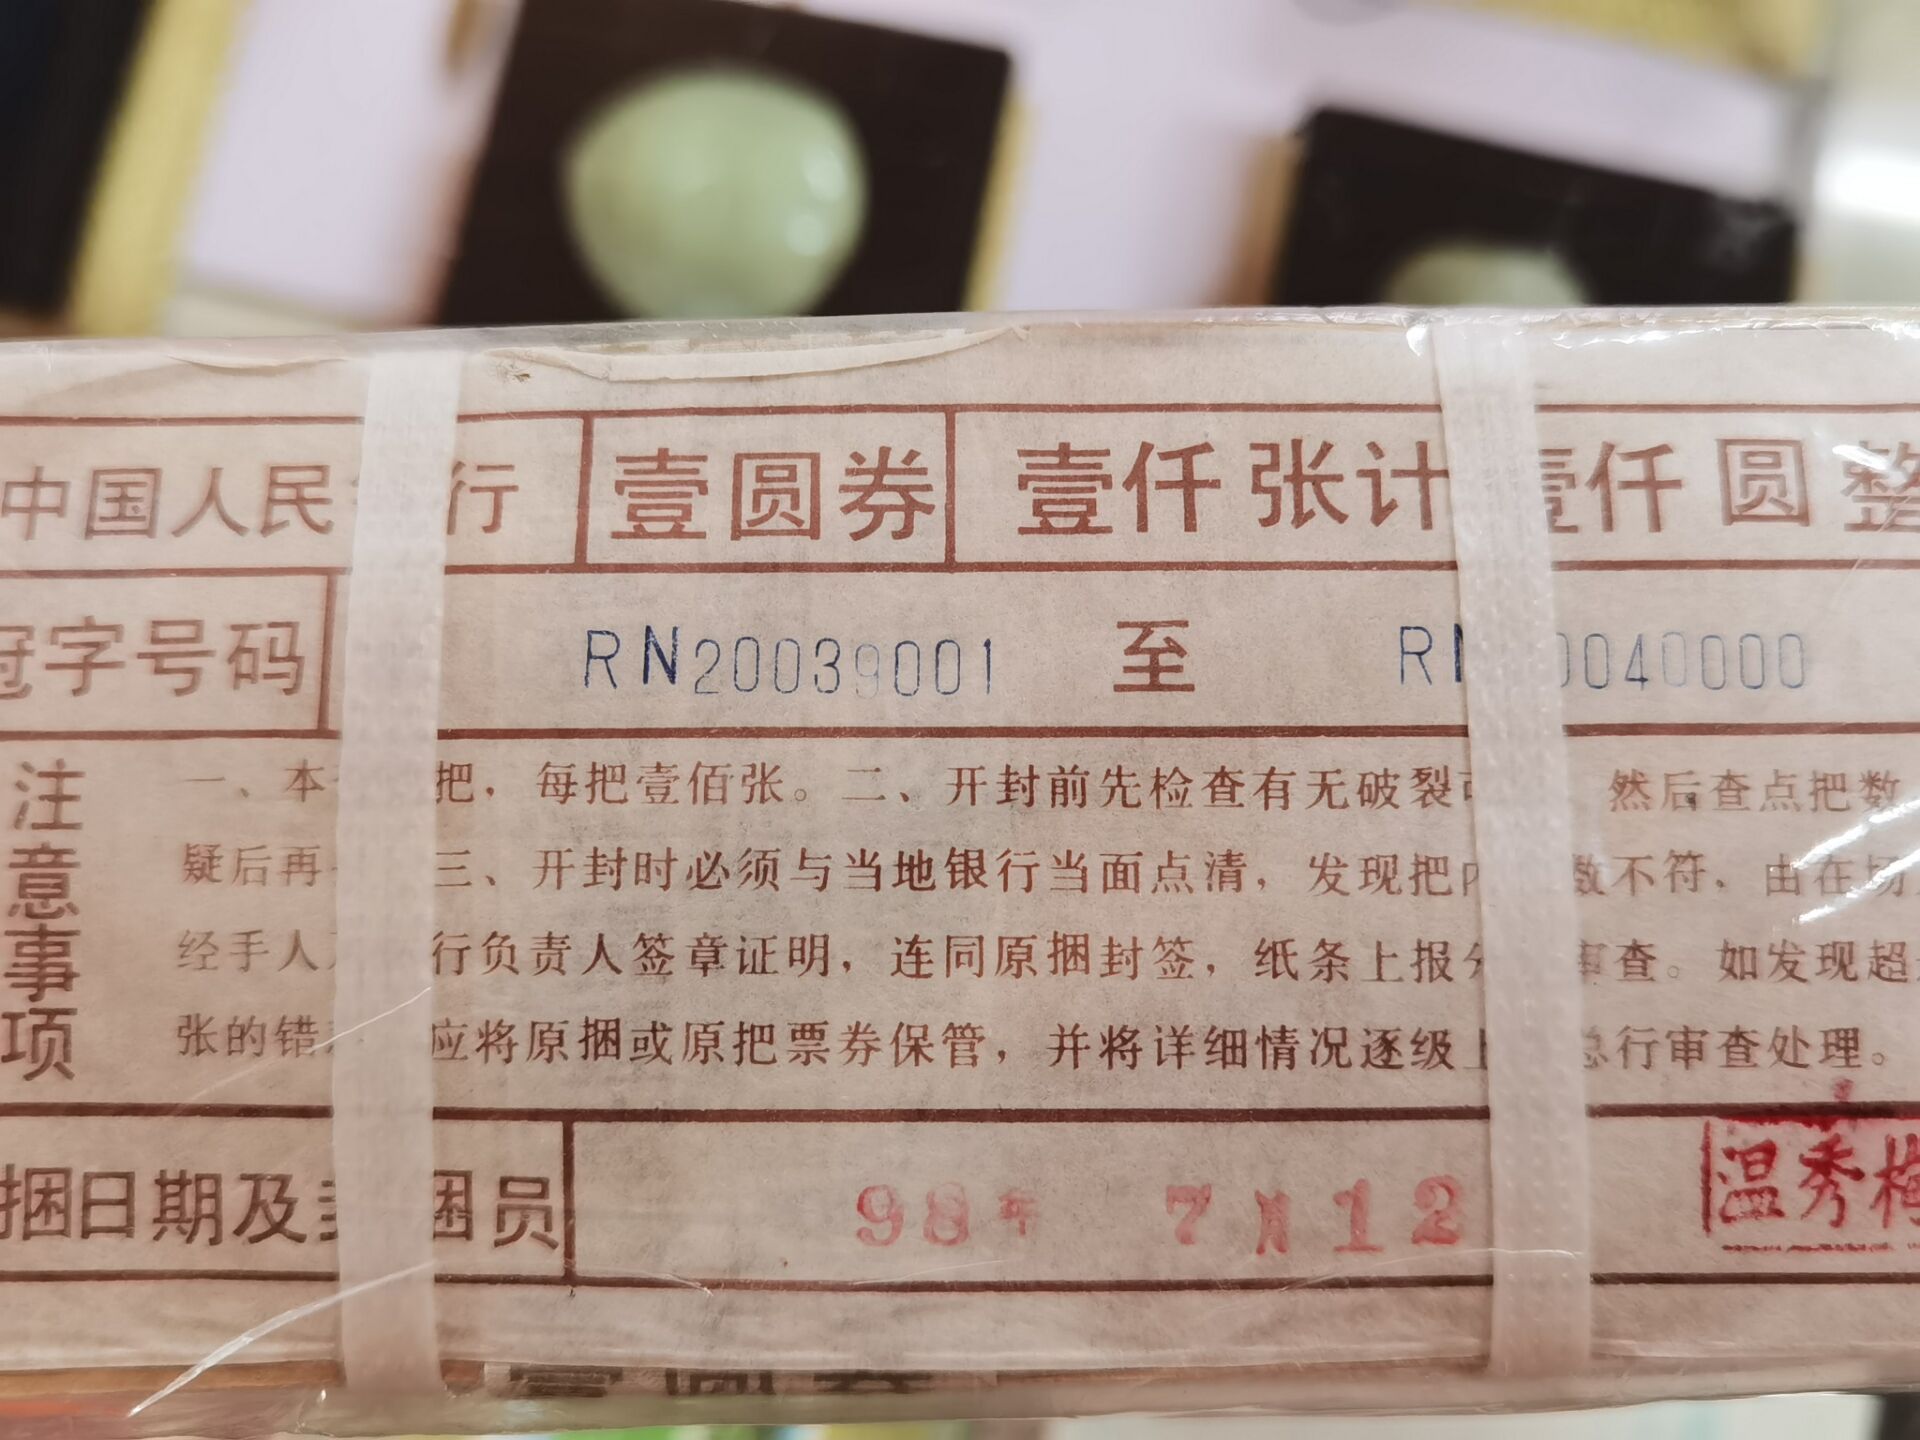 中国人民 行 壹圆券 壹仟张计壹仟圆整
冠字号码 RN20039001 至 RN 0040000
注意事项
一、本 把，每把壹佰张。二、开封前先检查有无破裂 然后查点把数
疑后再 三、开封时必须与当地银行当面点清，发现把内 数不符，由在场
经手人 行负责人签章证明，连同原捆封签，纸条上报 审查。如发现超
张的错 应将原捆或原把票券保管，并将详细情况逐级上 总行审查处理。
捆日期及 捆员 98年 7月12 温秀梅